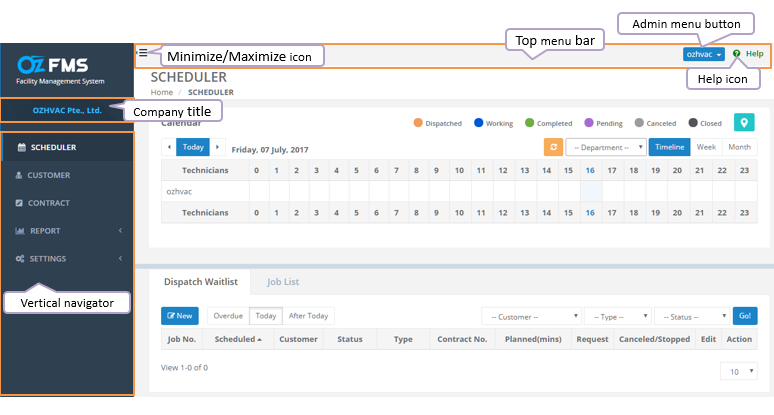 Admin menu button
Top menu bar
Minimize/Maximize icon
ozhvac
Help
Help icon
OZ FMS
Facility Management System
SCHEDULER
Home / SCHEDULER
OZHVAC Pte., Ltd.
Company title
Calendar
Dispatched Working Completed Pending Canceled Closed
Today Friday, 07 July, 2017 -- Department -- Timeline Week Month
SCHEDULER
CUSTOMER
CONTRACT
REPORT
SETTINGS
Vertical navigator
Technicians 0 1 2 3 4 5 6 7 8 9 10 11 12 13 14 15 16 17 18 19 20 21 22 23
ozhvac
Technicians 0 1 2 3 4 5 6 7 8 9 10 11 12 13 14 15 16 17 18 19 20 21 22 23
Dispatch Waitlist Job List
New Overdue Today After Today -- Customer -- -- Type -- -- Status -- Go!
Job No. Scheduled Customer Status Type Contract No. Planned(mins) Request Canceled/Stopped Edit Action
View 1-0 of 0
10